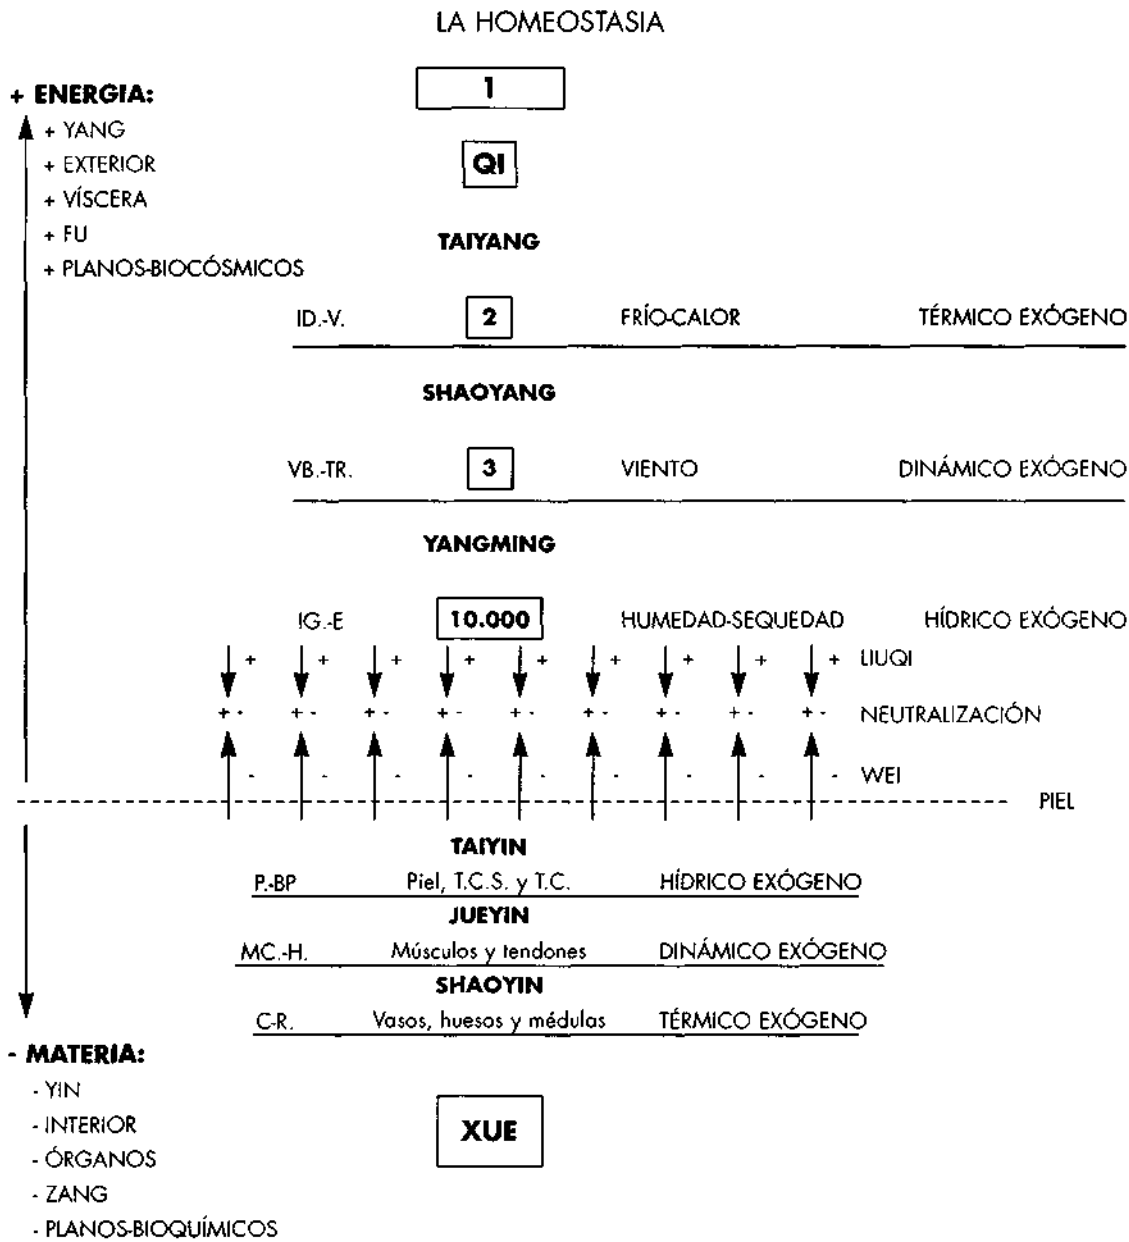 LA HOMEOSTASIA
1
+ ENERGIA:
+ YANG
+ EXTERIOR
+ VÍSCERA
+ FU
+ PLANOS-BIOCÓSMICOS
QI
TAIYANG
ID.-V. 2 FRÍO-CALOR TÉRMICO EXÓGENO
SHAOYANG
VB.-TR. 3 VIENTO DINÁMICO EXÓGENO
YANGMING
IG.-E 10.000 HUMEDAD-SEQUEDAD HÍDRICO EXÓGENO
+ + + + + + + + + LIUQI
+ - + - + - + - + - + - + - + - + - NEUTRALIZACIÓN
- - - - - - - - - WEI
PIEL
TAIYIN
P.-BP Piel, T.C.S. y T.C. HÍDRICO EXÓGENO
JUEYIN
MC.-H. Músculos y tendones DINÁMICO EXÓGENO
SHAOYIN
C-R. Vasos, huesos y médulas TÉRMICO EXÓGENO
- MATERIA:
- YIN
- INTERIOR
- ÓRGANOS
- ZANG
- PLANOS-BIOQUÍMICOS
XUE